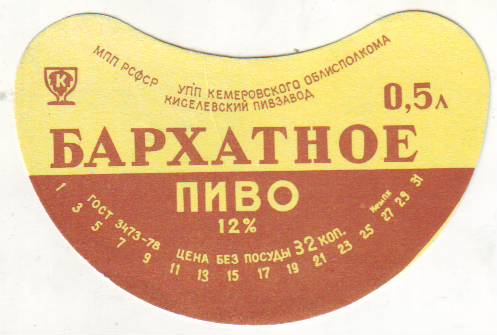 МПП РСФСР УПП КЕМЕРОВСКОГО ОБЛИСПОЛКОМА
КИСЕЛЕВСКИЙ ПИВЗАВОД
К
0,5 л
БАРХАТНОЕ
ПИВО
12%
ГОСТ 3473-78 ЦЕНА БЕЗ ПОСУДЫ 32 КОП.
1 3 5 7 9 11 13 15 17 19 21 23 25 27 29 31